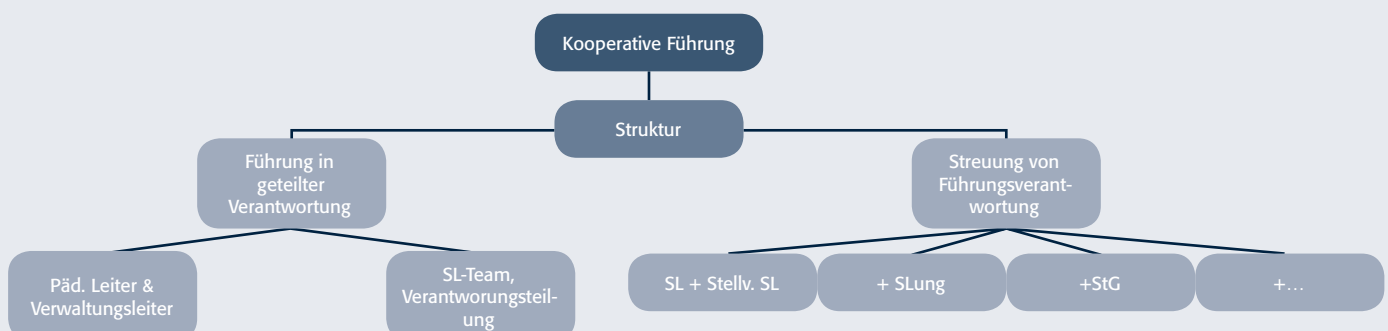 Kooperative Führung
Struktur
Führung in
geteilter
Verantwortung
Streuung von
Führungsverant-
wortung
Päd. Leiter &
Verwaltungsleiter
SL-Team,
Verantworungsteil-
ung
SL + Stellv. SL
+ SLung
+StG
+…